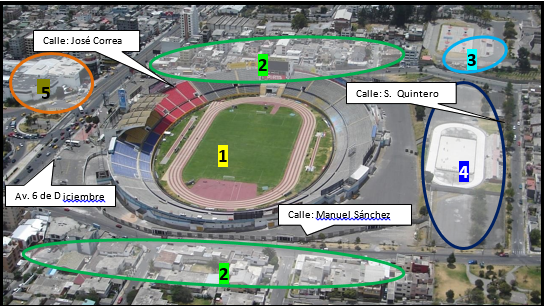 Calle: José Correa
2
3
5
Calle: S. Quintero
1
4
Av. 6 de Diciembre
Calle: Manuel Sánchez
2